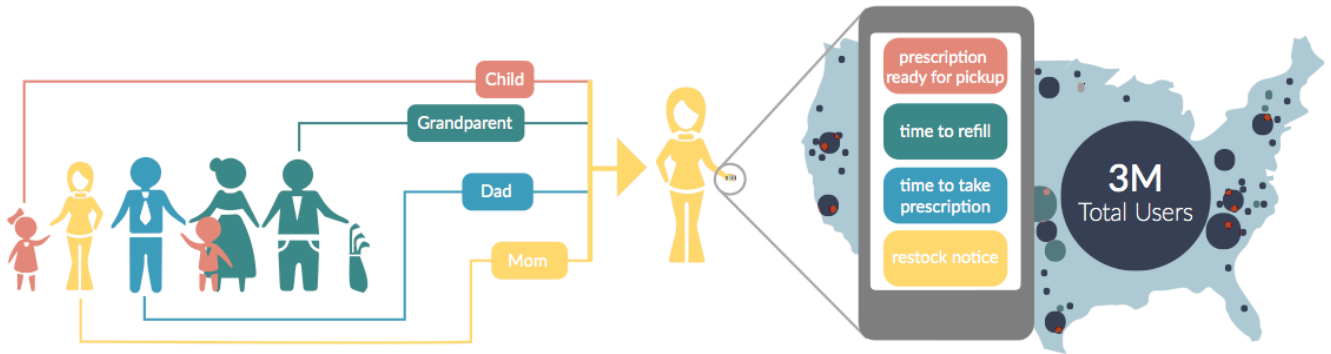 Child
Grandparent
Dad
Mom
prescription
ready for pickup
time to refill
time to take
prescription
restock notice
3M
Total Users